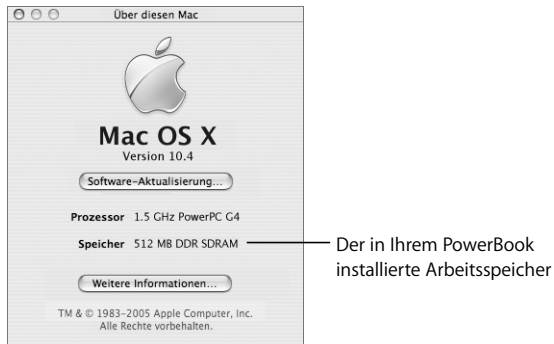 Über diesen Mac
Mac OS X
Version 10.4
Software-Aktualisierung...
Prozessor 1.5 GHz PowerPC G4
Speicher 512 MB DDR SDRAM
Der in Ihrem PowerBook
installierte Arbeitsspeicher
Weitere Informationen...
TM & © 1983–2005 Apple Computer, Inc.
Alle Rechte vorbehalten.